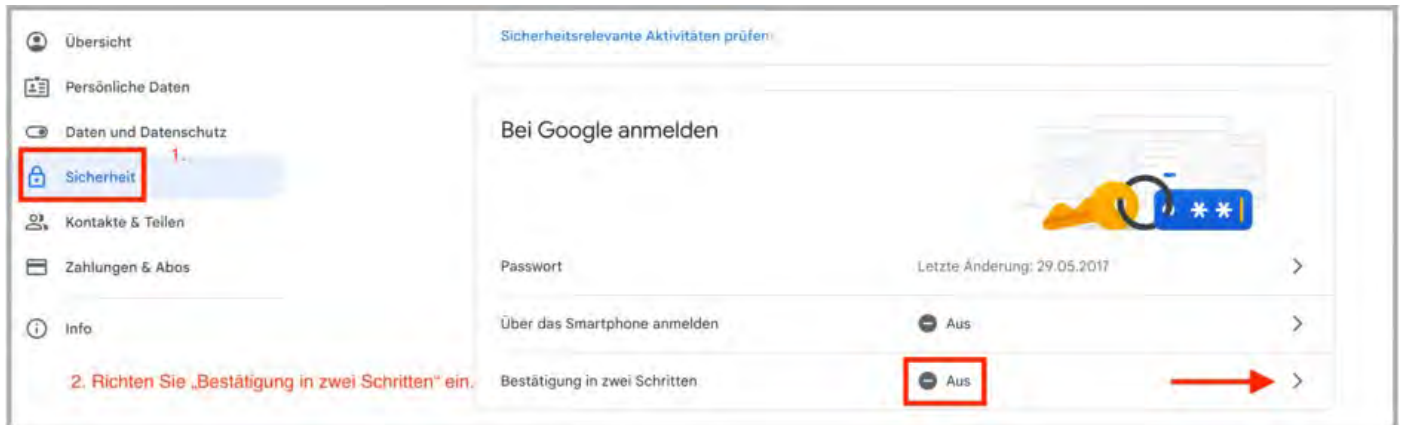 Übersicht
Persönliche Daten
Daten und Datenschutz
1.
Sicherheit
Kontakte & Teilen
Zahlungen & Abos
Info
2. Richten Sie „Bestätigung in zwei Schritten“ ein.
Sicherheitsrelevante Aktivitäten prüfen
Bei Google anmelden
**
Passwort Letzte Änderung: 29.05.2017
Über das Smartphone anmelden Aus
Bestätigung in zwei Schritten Aus